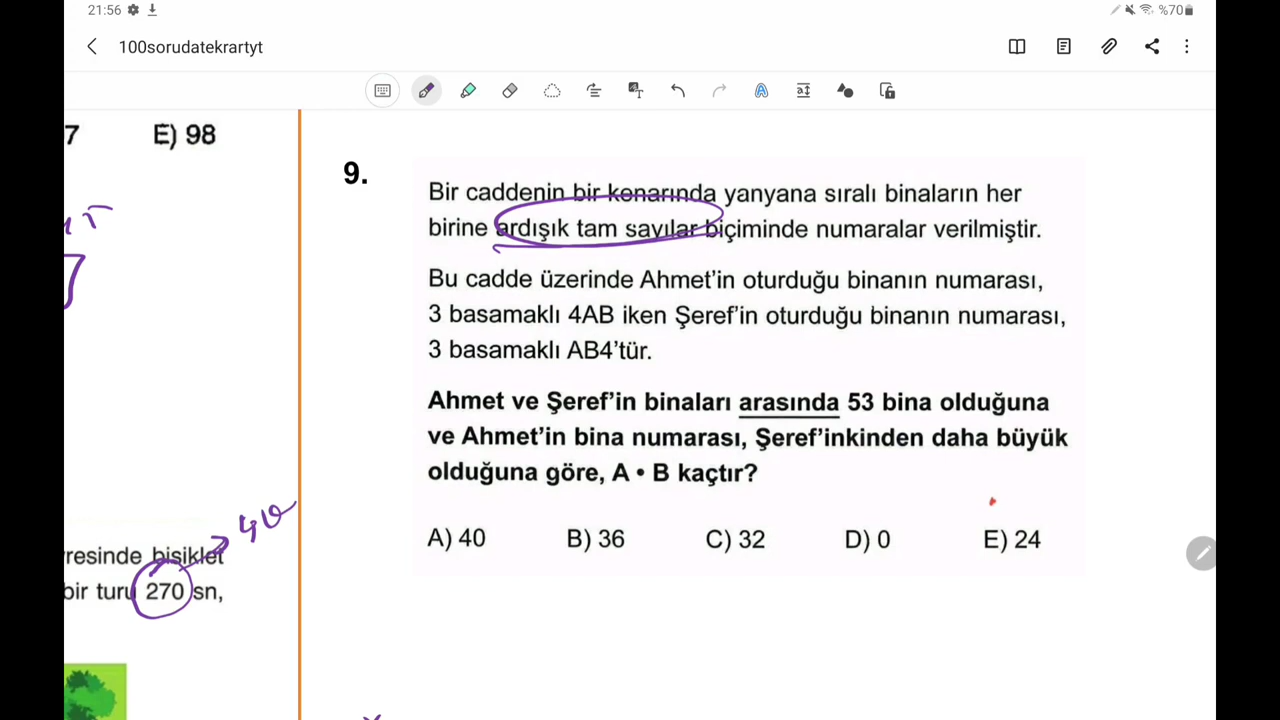 21:56
%70
100sorudatekrartyt
7 E) 98
9.
Bir caddenin bir kenarında yanyana sıralı binaların her
birine ardışık tam sayılar biçiminde numaralar verilmiştir.
Bu cadde üzerinde Ahmet’in oturduğu binanın numarası,
3 basamaklı 4AB iken Şeref’in oturduğu binanın numarası,
3 basamaklı AB4’tür.
Ahmet ve Şeref’in binaları arasında 53 bina olduğuna
ve Ahmet’in bina numarası, Şeref’inkinden daha büyük
olduğuna göre, A • B kaçtır?
A) 40 B) 36 C) 32 D) 0 E) 24
resinde bisiklet
bir turu 270 sn,